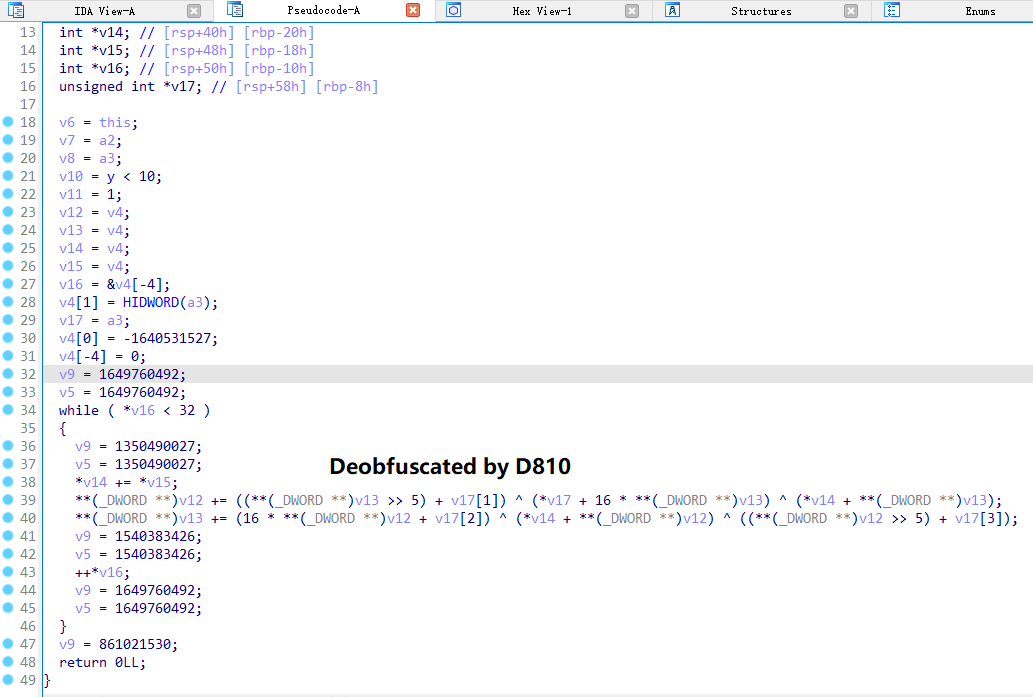 IDA View-A Pseudocode-A Hex View-1 Structures Enums
13 int *v14; // [rsp+40h] [rbp-20h]
14 int *v15; // [rsp+48h] [rbp-18h]
15 int *v16; // [rsp+50h] [rbp-10h]
16 unsigned int *v17; // [rsp+58h] [rbp-8h]
17
18 v6 = this;
19 v7 = a2;
20 v8 = a3;
21 v10 = y < 10;
22 v11 = 1;
23 v12 = v4;
24 v13 = v4;
25 v14 = v4;
26 v15 = v4;
27 v16 = &v4[-4];
28 v4[1] = HIDWORD(a3);
29 v17 = a3;
30 v4[0] = -1640531527;
31 v4[-4] = 0;
32 v9 = 1649760492;
33 v5 = 1649760492;
34 while ( *v16 < 32 )
35 {
36 v9 = 1350490027;
37 v5 = 1350490027;
38 *v14 += *v15;
Deobfuscated by D810
39 **(_DWORD **)v12 += ((**(_DWORD **)v13 >> 5) + v17[1]) ^ (*v17 + 16 * **(_DWORD **)v13) ^ (*v14 + **(_DWORD **)v13);
40 **(_DWORD **)v13 += (16 * **(_DWORD **)v12 + v17[2]) ^ (*v14 + **(_DWORD **)v12) ^ ((**(_DWORD **)v12 >> 5) + v17[3]);
41 v9 = 1540383426;
42 v5 = 1540383426;
43 ++*v16;
44 v9 = 1649760492;
45 v5 = 1649760492;
46 }
47 v9 = 861021530;
48 return 0LL;
49 }